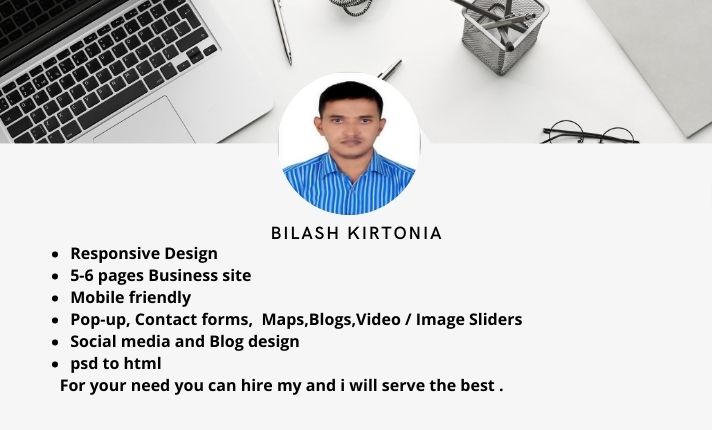 BILASH KIRTONIA
• Responsive Design
• 5-6 pages Business site
• Mobile friendly
• Pop-up, Contact forms,  Maps,Blogs,Video / Image Sliders
• Social media and Blog design
• psd to html
For your need you can hire my and i will serve the best .